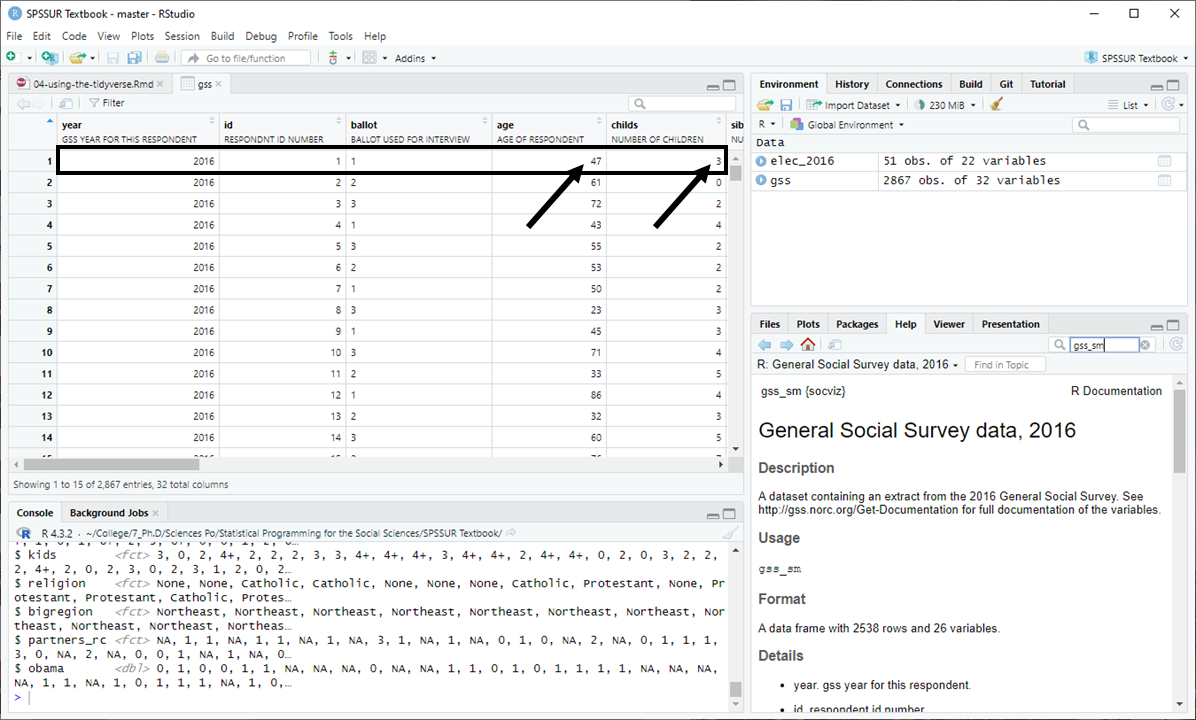 SPSSUR Textbook - master - RStudio
File Edit Code View Plots Session Build Debug Profile Tools Help
Go to file/function Addins SPSSUR Textbook
04-using-the-tidyverse.Rmd gss
Filter
year id ballot age childs sib
GSS YEAR FOR THIS RESPONDENT RESPONDNT ID NUMBER BALLOT USED FOR INTERVIEW AGE OF RESPONDENT NUMBER OF CHILDREN NU
1 2016 1 1 47 3
2 2016 2 2 61 0
3 2016 3 3 72 2
4 2016 4 1 43 4
5 2016 5 3 55 2
6 2016 6 2 53 2
7 2016 7 1 50 2
8 2016 8 3 23 3
9 2016 9 1 45 3
10 2016 10 3 71 4
11 2016 11 2 33 5
12 2016 12 1 86 4
13 2016 13 2 32 3
14 2016 14 3 60 5
Showing 1 to 15 of 2,867 entries, 32 total columns
Console Background Jobs
R 4.3.2 · ~/College/7_Ph.D/Sciences Po/Statistical Programming for the Social Sciences/SPSSUR Textbook/
$ kids <fct> 3, 0, 2, 4+, 2, 2, 2, 3, 3, 4+, 4+, 4+, 3, 4+, 4+, 2, 4+, 4+, 0, 2, 0, 3, 2, 2,
2, 4+, 2, 0, 2, 3, 0, 2, 3, 1, 2, 0, 2…
$ religion <fct> None, None, Catholic, Catholic, None, None, None, Catholic, Protestant, None, Pr
otestant, Protestant, Catholic, Protes…
$ bigregion <fct> Northeast, Northeast, Northeast, Northeast, Northeast, Northeast, Northeast, Nor
theast, Northeast, Northeast, Northeas…
$ partners_rc <fct> NA, 1, 1, NA, 1, 1, NA, 1, NA, 3, 1, NA, 1, NA, 0, 1, 0, NA, 2, NA, 0, 1, 1, 1,
3, 0, NA, 2, NA, 0, 0, 1, NA, 1, NA, 0…
$ obama <dbl> 0, 1, 0, 0, 1, 1, NA, NA, NA, 0, NA, NA, 1, 1, 0, 1, 0, 1, 1, 1, 1, NA, NA, NA,
NA, 1, 1, NA, 1, 0, 1, 1, 1, NA, 1, 0,…
>
Environment History Connections Build Git Tutorial
Import Dataset 230 MiB List
R Global Environment
Data
elec_2016 51 obs. of 22 variables
gss 2867 obs. of 32 variables
Files Plots Packages Help Viewer Presentation
gss_sm
R: General Social Survey data, 2016 Find in Topic
gss_sm {socviz} R Documentation
General Social Survey data, 2016
Description
A dataset containing an extract from the 2016 General Social Survey. See
http://gss.norc.org/Get-Documentation for full documentation of the variables.
Usage
gss_sm
Format
A data frame with 2538 rows and 26 variables.
Details
• year. gss year for this respondent.
• id. respondent id number